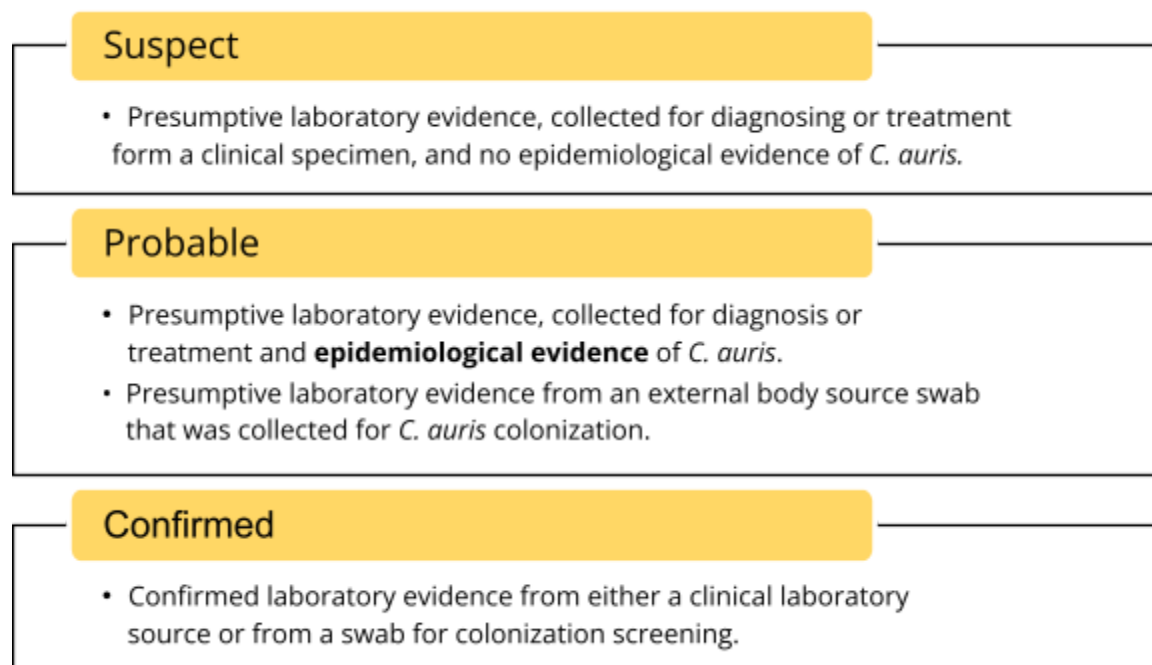 Suspect
• Presumptive laboratory evidence, collected for diagnosing or treatment
form a clinical specimen, and no epidemiological evidence of C. auris.
Probable
• Presumptive laboratory evidence, collected for diagnosis or
treatment and epidemiological evidence of C. auris.
• Presumptive laboratory evidence from an external body source swab
that was collected for C. auris colonization.
Confirmed
• Confirmed laboratory evidence from either a clinical laboratory
source or from a swab for colonization screening.